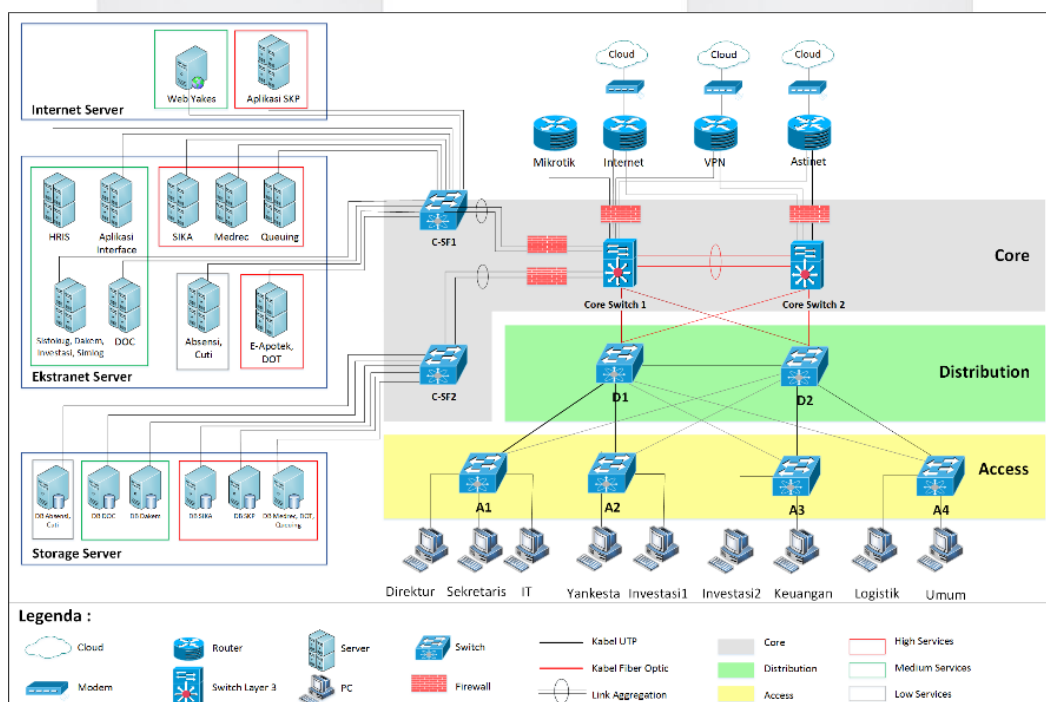 Cloud
Cloud
Cloud
Web Yakes
Aplikasi SKP
Internet Server
Mikrotik
Internet
VPN
Astinet
HRIS
Aplikasi
Interface
SIKA
Medrec
Queuing
C-SF1
Core
Core Switch 1
Core Switch 2
Sistokug, Dakem,
Investasi, Siming
DOC
Absensi,
Cuti
E-Apotek,
DOT
Ekstranet Server
C-SF2
Distribution
D1
D2
Access
A1
A2
A3
A4
DB Absensi,
Cuti
DB DOC
DB Dakem
DB SIKA
DB SKP
DB Medrec, DOT,
Queuing
Storage Server
Direktur
Sekretaris
IT
Yankesta
Investasi1
Investasi2
Keuangan
Logistik
Umum
Legenda :
Cloud
Router
Server
Switch
Kabel UTP
Core
High Services
Modem
Switch Layer 3
PC
Firewall
Kabel Fiber Optic
Distribution
Medium Services
Link Aggregation
Access
Low Services